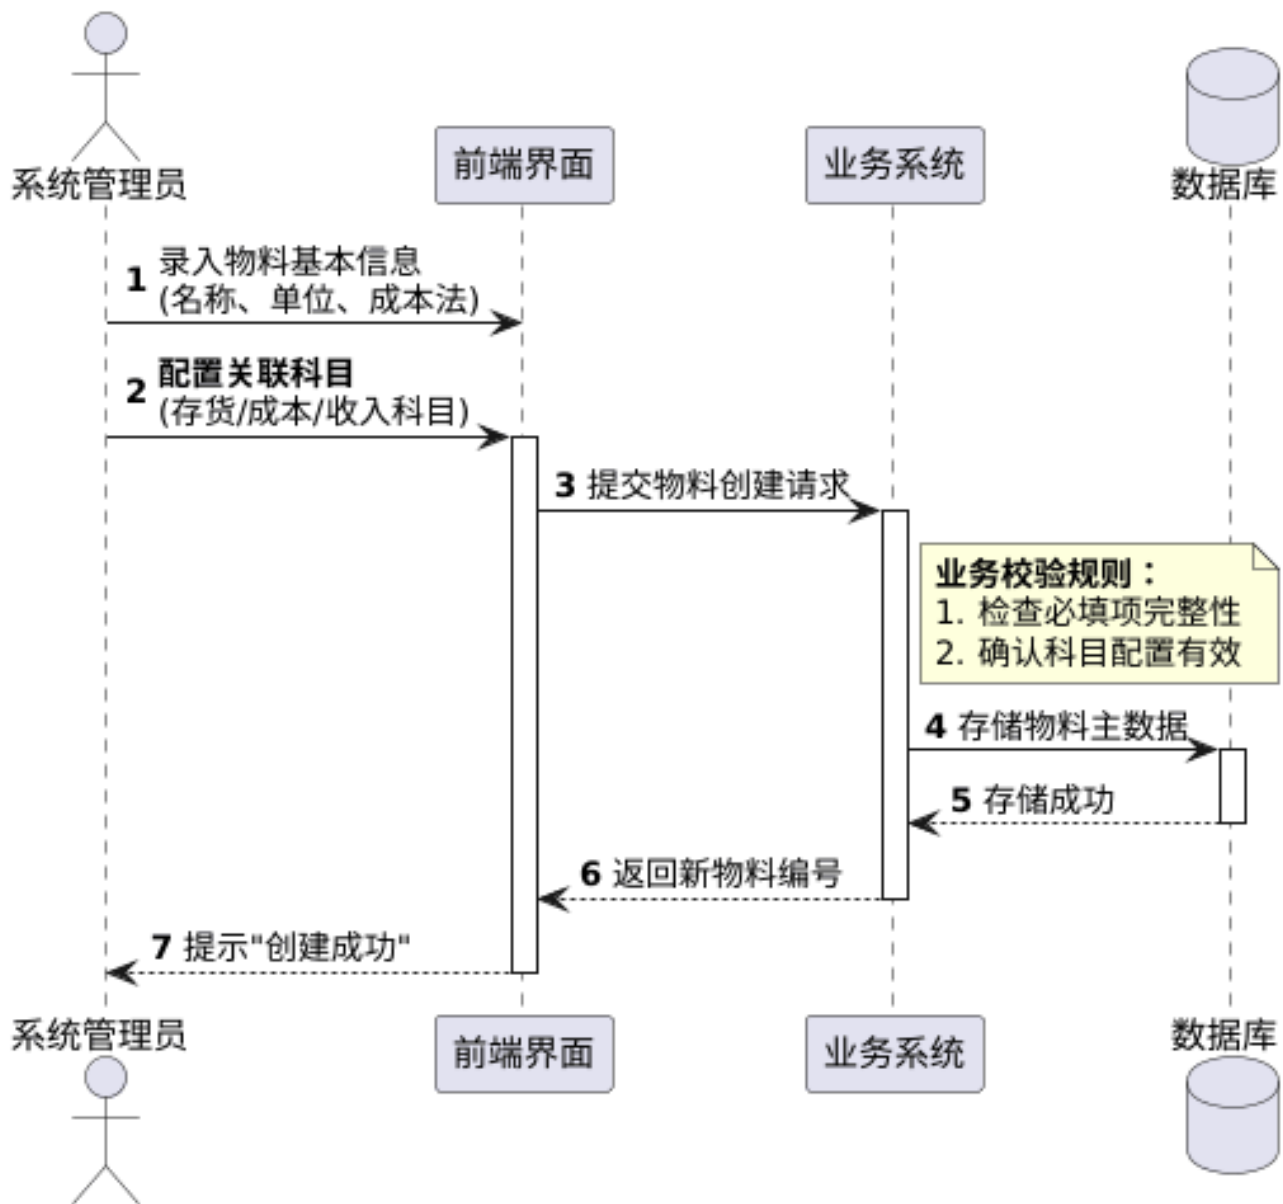 系统管理员
前端界面
业务系统
数据库
1 录入物料基本信息
(名称、单位、成本法)
2 配置关联科目
(存货/成本/收入科目)
3 提交物料创建请求
业务校验规则：
1. 检查必填项完整性
2. 确认科目配置有效
4 存储物料主数据
5 存储成功
6 返回新物料编号
7 提示"创建成功"
系统管理员
前端界面
业务系统
数据库